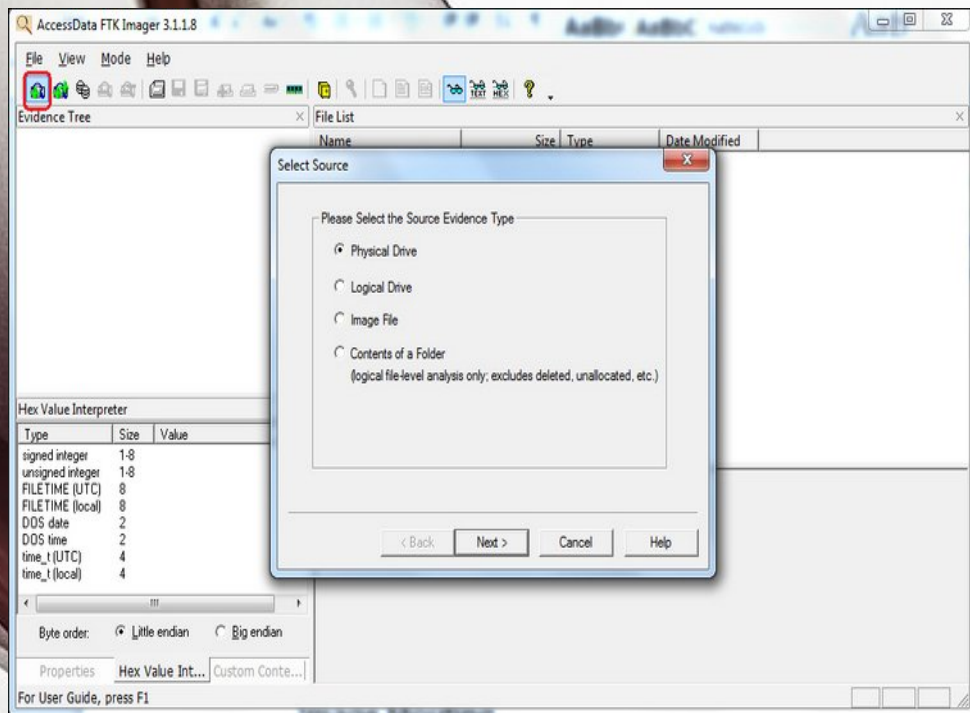 AccessData FTK Imager 3.1.1.8
File View Mode Help
Evidence Tree
File List
Name Size Type Date Modified
Select Source
Please Select the Source Evidence Type
Physical Drive
Logical Drive
Image File
Contents of a Folder
(logical file-level analysis only; excludes deleted, unallocated, etc.)
< Back Next > Cancel Help
Hex Value Interpreter
Type Size Value
signed integer 1-8
unsigned integer 1-8
FILETIME (UTC) 8
FILETIME (local) 8
DOS date 2
DOS time 2
time_t (UTC) 4
time_t (local) 4
Byte order: Little endian Big endian
Properties Hex Value Int... Custom Conte...
For User Guide, press F1